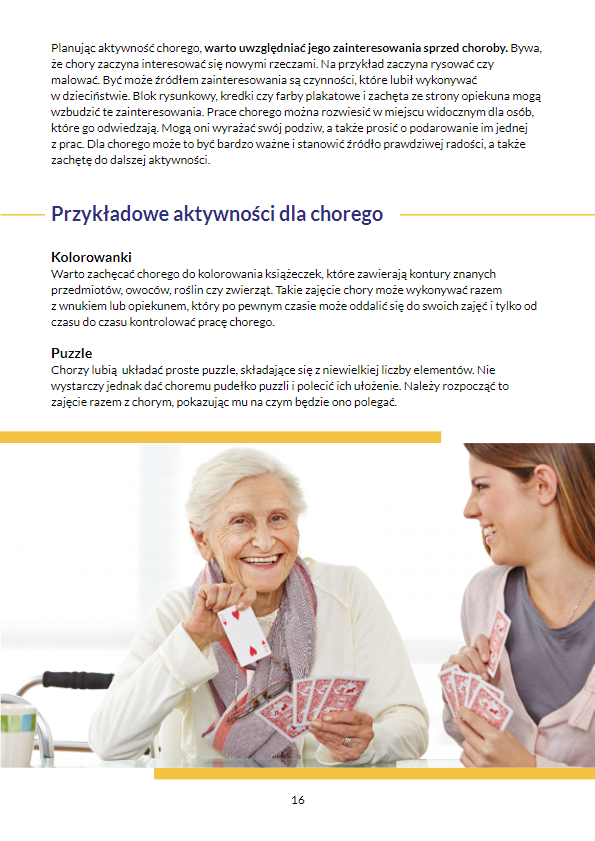 Planując aktywność chorego, warto uwzględniać jego zainteresowania sprzed choroby. Bywa,
że chory zaczyna interesować się nowymi rzeczami. Na przykład zaczyna rysować czy
malować. Być może źródłem zainteresowania są czynności, które lubił wykonywać
w dzieciństwie. Blok rysunkowy, kredki czy farby plakatowe i zachęta ze strony opiekuna mogą
wzbudzić te zainteresowania. Prace chorego można rozwiesić w miejscu widocznym dla osób,
które go odwiedzają. Mogą oni wyrażać swój podziw, a także prosić o podarowanie im jednej
z prac. Dla chorego może to być bardzo ważne i stanowić źródło prawdziwej radości, a także
zachętę do dalszej aktywności.
Przykładowe aktywności dla chorego
Kolorowanki
Warto zachęcać chorego do kolorowania książeczek, które zawierają kontury znanych
przedmiotów, owoców, roślin czy zwierząt. Takie zajęcie chory może wykonywać razem
z wnukiem lub opiekunem, który po pewnym czasie może oddalić się do swoich zajęć i tylko od
czasu do czasu kontrolować pracę chorego.
Puzzle
Chorzy lubią układać proste puzzle, składające się z niewielkiej liczby elementów. Nie
wystarczy jednak dać choremu pudełko puzzli i polecić ich ułożenie. Należy rozpocząć to
zajęcie razem z chorym, pokazując mu na czym będzie ono polegać.
16